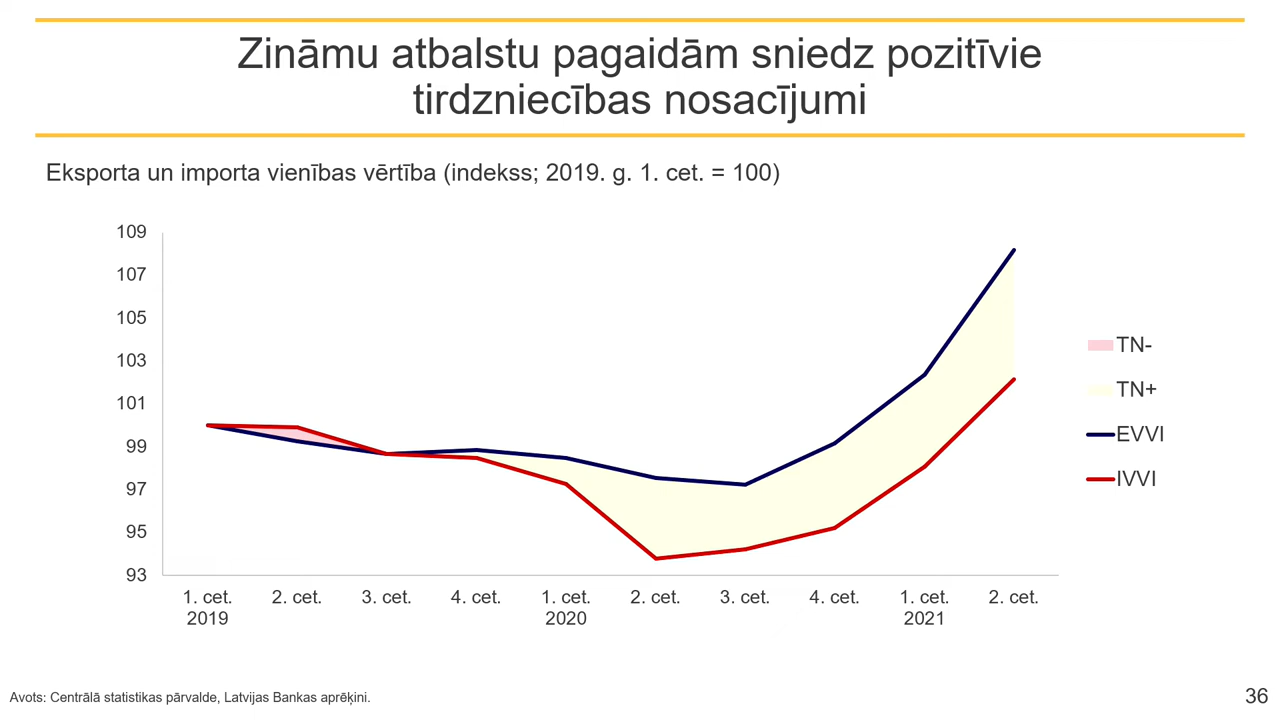 Zināmu atbalstu pagaidām sniedz pozitīvie
tirdzniecības nosacījumi
Eksporta un importa vienības vērtība (indekss; 2019. g. 1. cet. = 100)
109
107
105
103
101
99
97
95
93
1. cet. 2. cet. 3. cet. 4. cet. 1. cet. 2. cet. 3. cet. 4. cet. 1. cet. 2. cet.
2019 2020 2021
TN-
TN+
EVVI
IVVI
Avots: Centrālā statistikas pārvalde, Latvijas Bankas aprēķini.
36